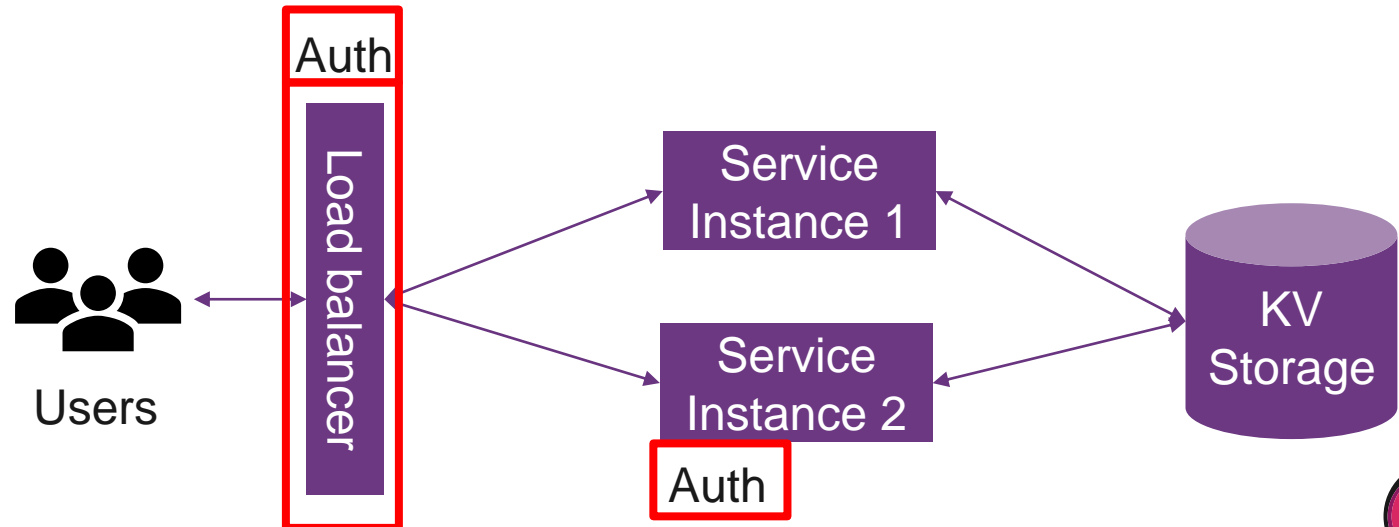 Auth
Load balancer
Service
Instance 1
Service
Instance 2
Auth
KV
Storage
Users